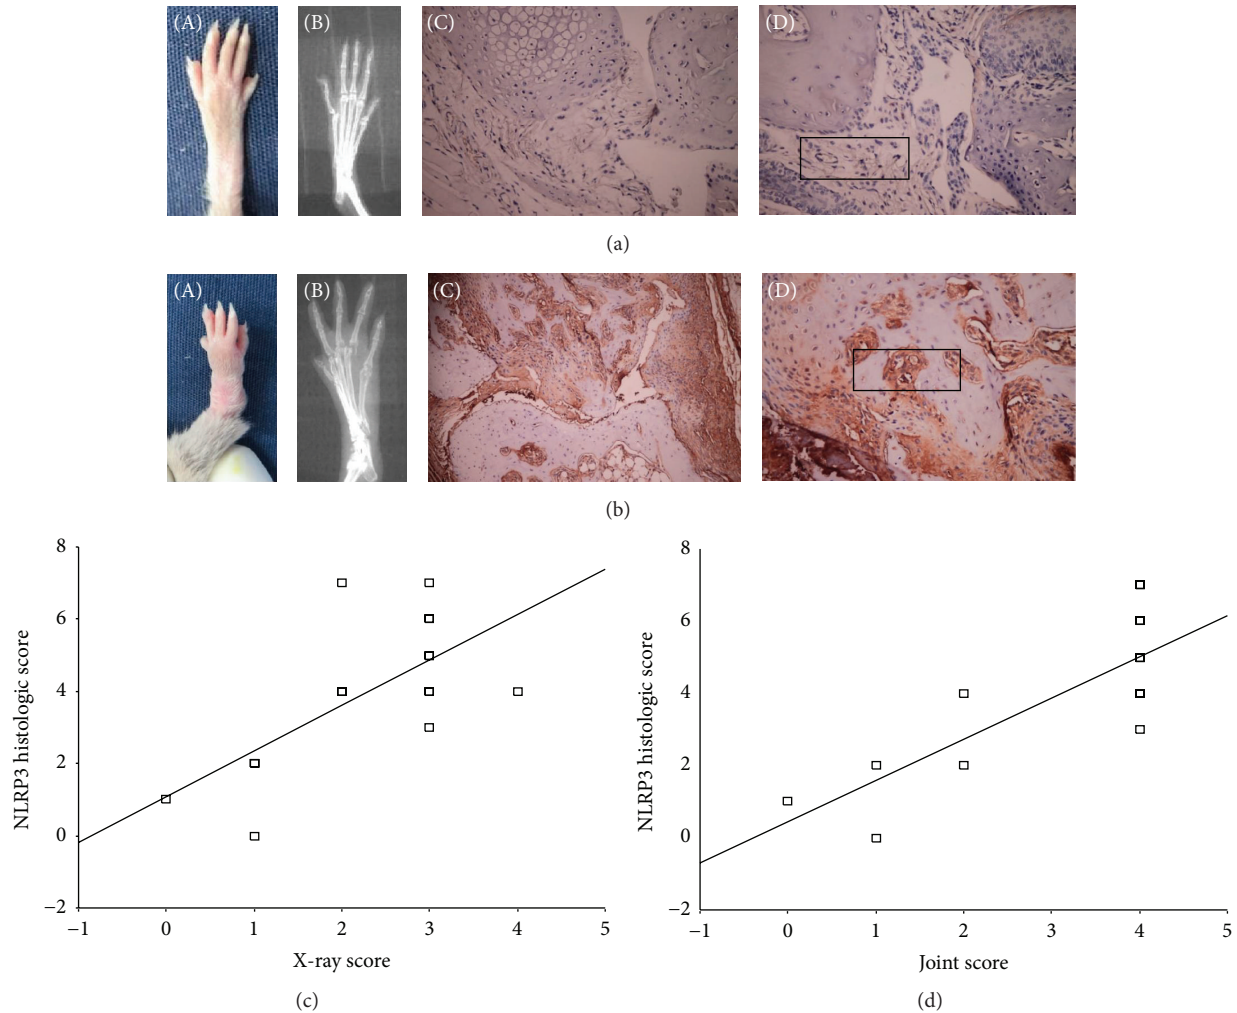 (A) (B) (C) (D)
(a)
(A) (B) (C) (D)
(b)
8
6
4
2
0
−2
−1 0 1 2 3 4 5
NLRP3 histologic score
X-ray score
(c)
8
6
4
2
0
−2
−1 0 1 2 3 4 5
NLRP3 histologic score
Joint score
(d)